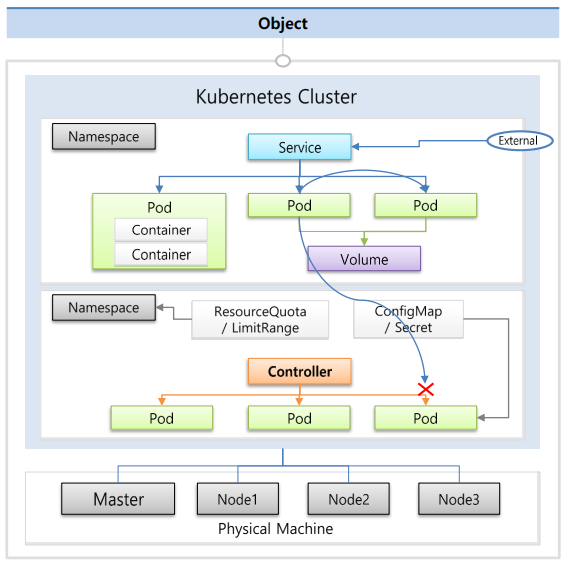 Object
Kubernetes Cluster
Namespace
Service
External
Pod
Container
Container
Pod
Pod
Volume
Namespace
ResourceQuota
/ LimitRange
ConfigMap
/ Secret
Controller
Pod
Pod
Pod
Master
Node1
Node2
Node3
Physical Machine